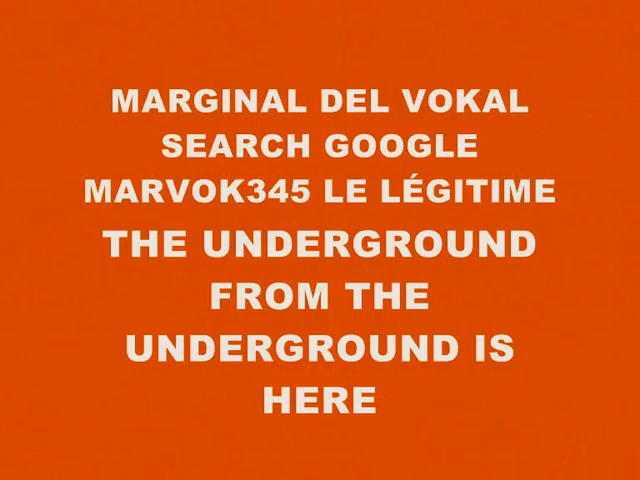 MARGINAL DEL VOKAL
SEARCH GOOGLE
MARVOK345 LE LÉGITIME
THE UNDERGROUND
FROM THE
UNDERGROUND IS
HERE